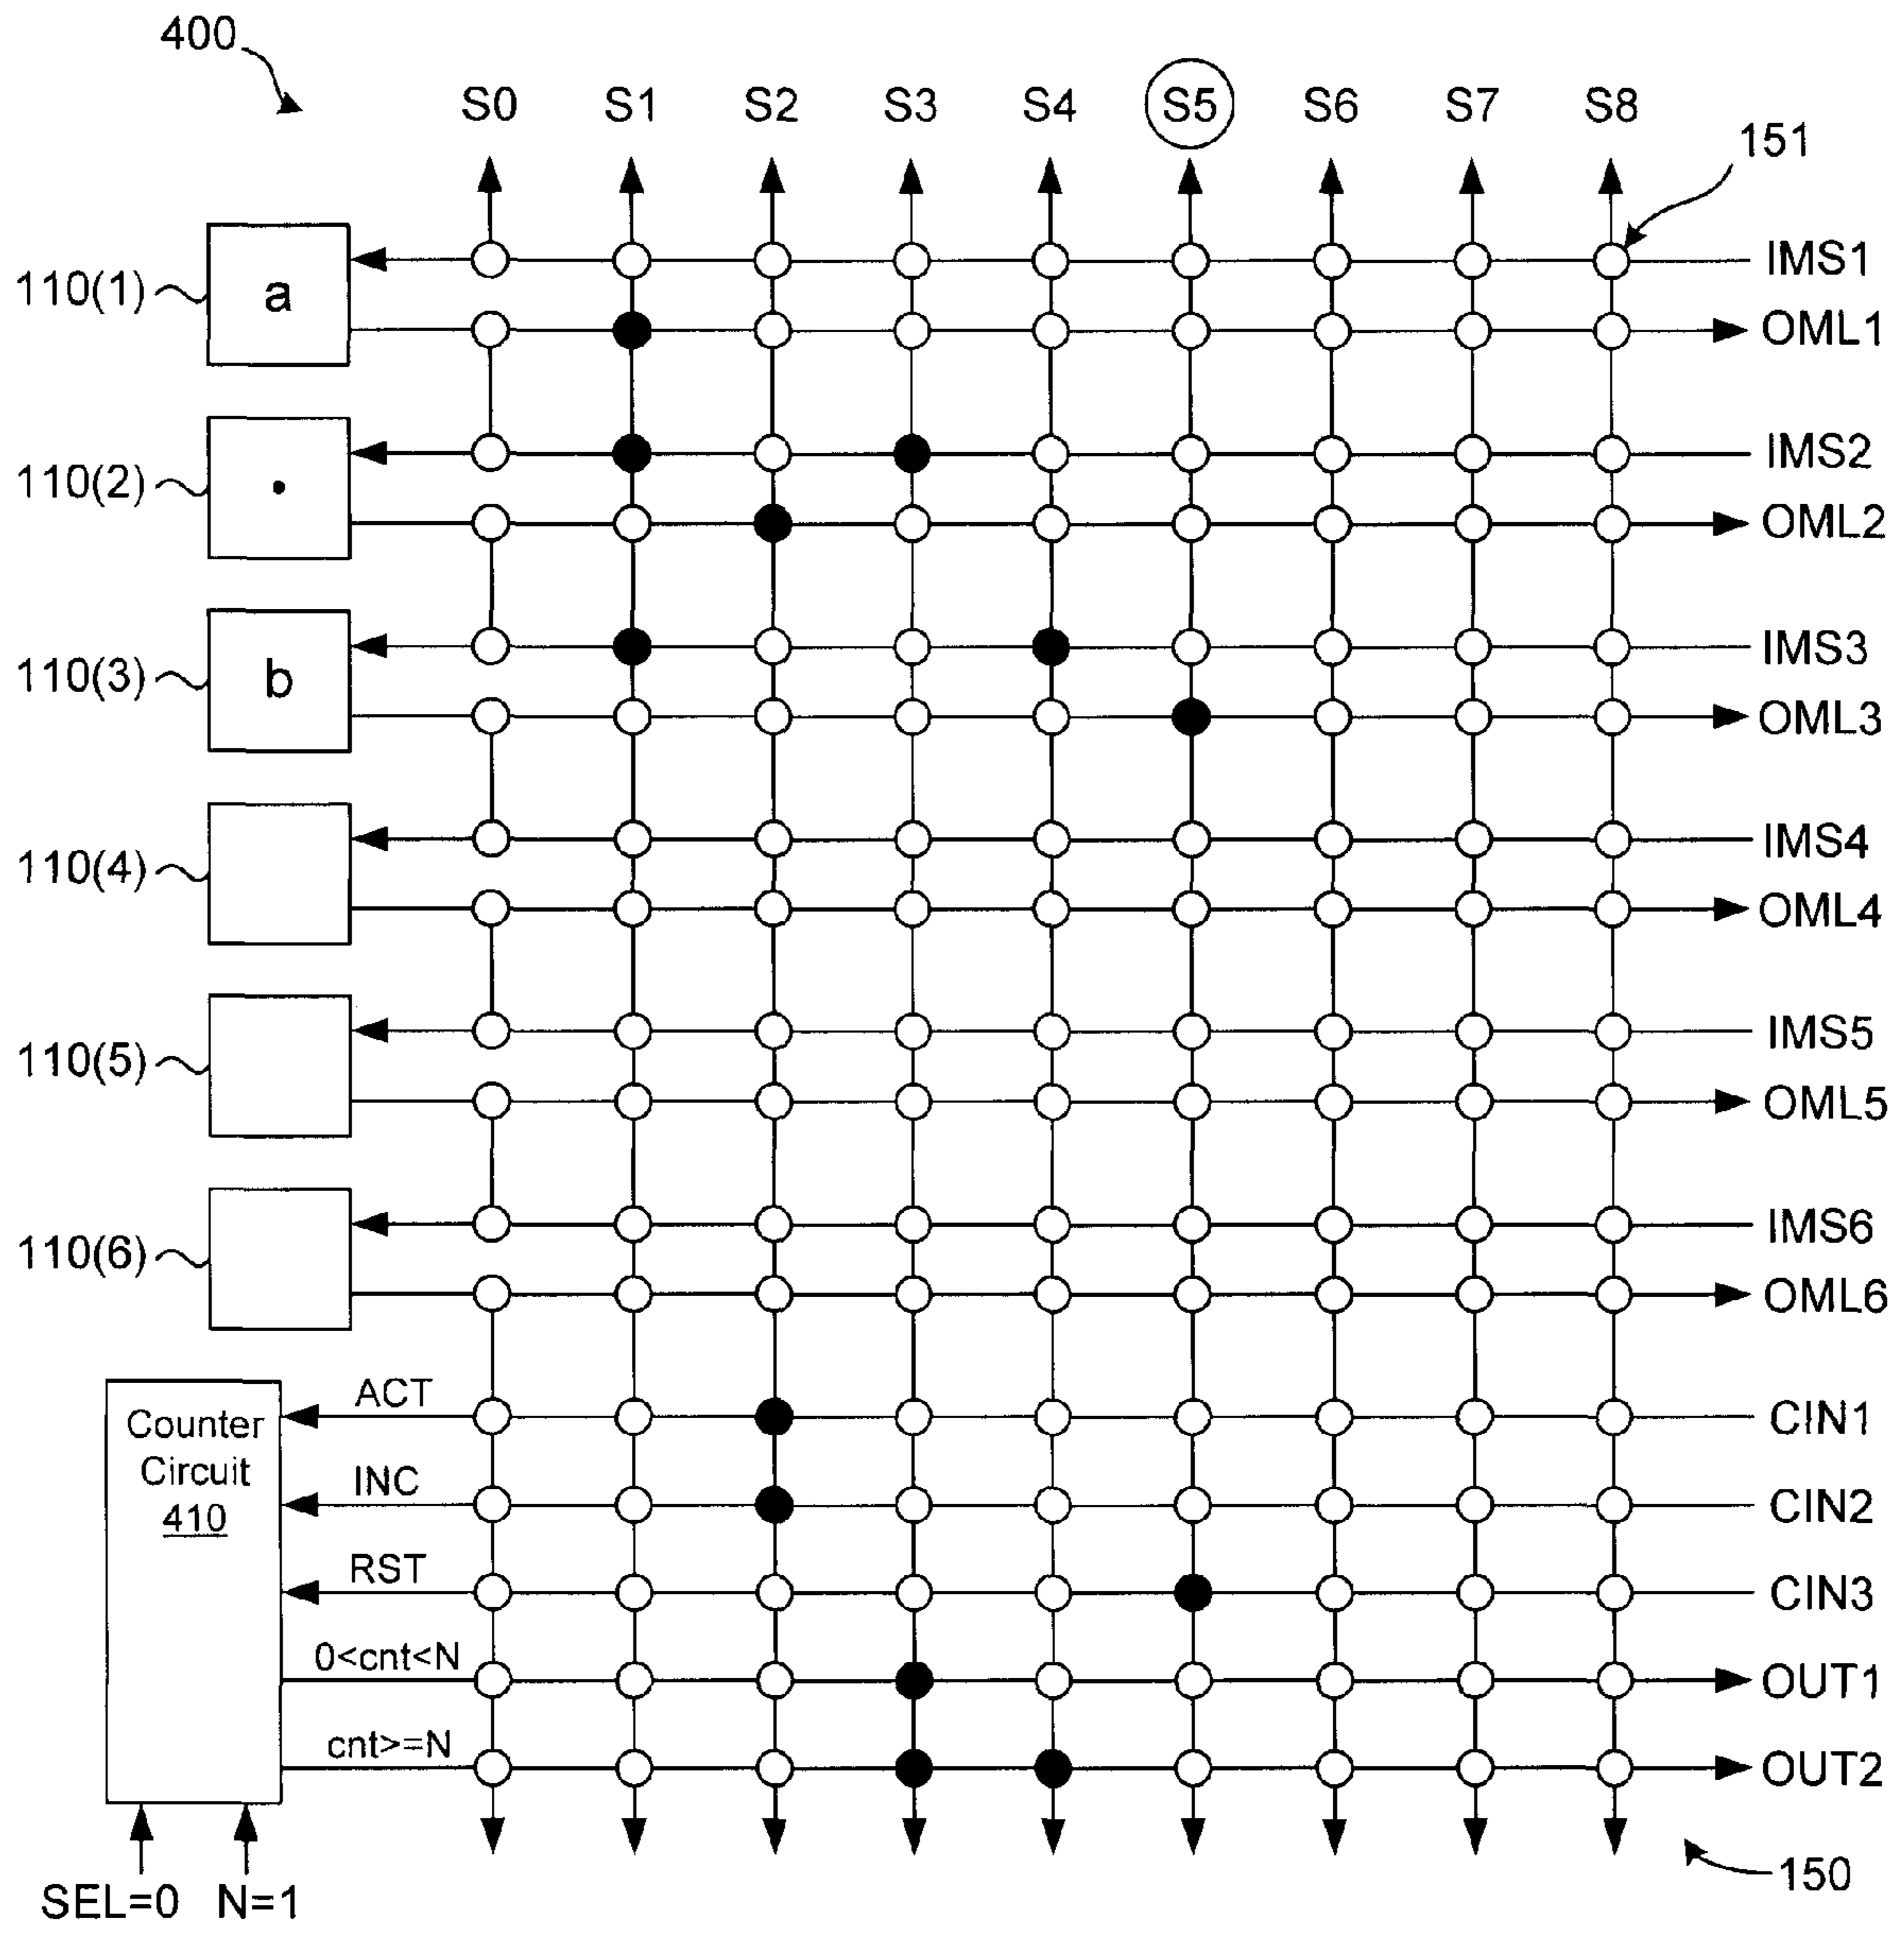 400
S0 S1 S2 S3 S4 S5 S6 S7 S8
151
110(1) a IMS1
OML1
110(2) • IMS2
OML2
110(3) b IMS3
OML3
110(4) IMS4
OML4
110(5) IMS5
OML5
110(6) IMS6
OML6
Counter
Circuit
410
ACT CIN1
INC CIN2
RST CIN3
0<cnt<N OUT1
cnt>=N OUT2
SEL=0 N=1
150